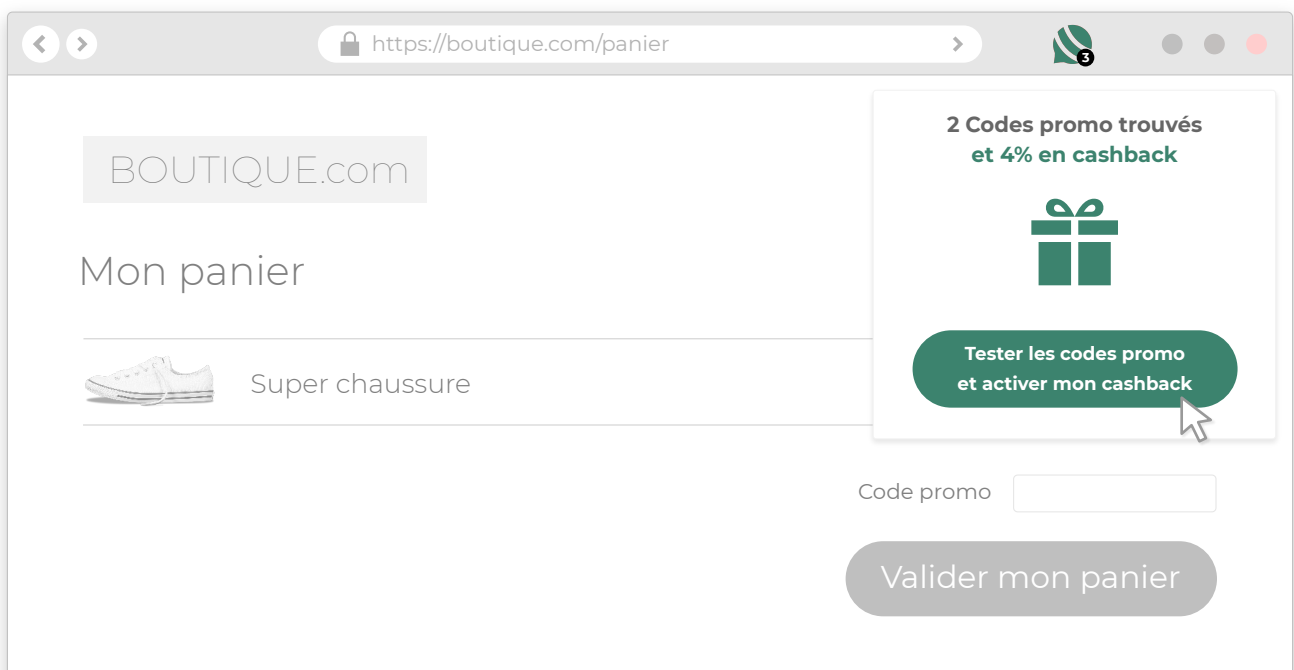 https://boutique.com/panier
3
2 Codes promo trouvés
et 4% en cashback
BOUTIQUE.com
Mon panier
Super chaussure
Tester les codes promo
et activer mon cashback
Code promo
Valider mon panier